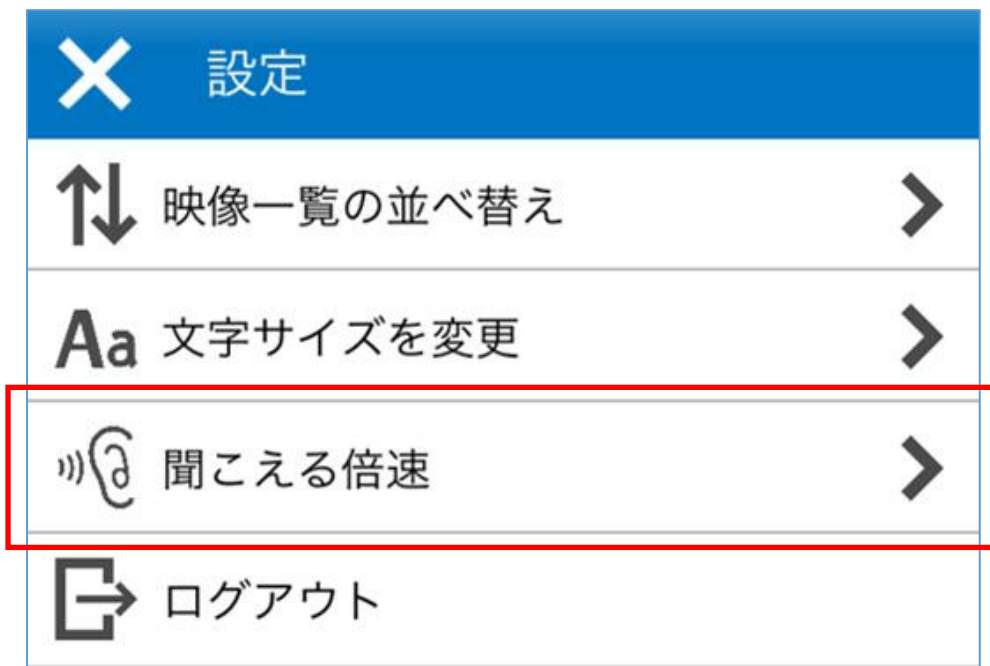 設定
映像一覧の並べ替え
Aa 文字サイズを変更
聞こえる倍速
ログアウト